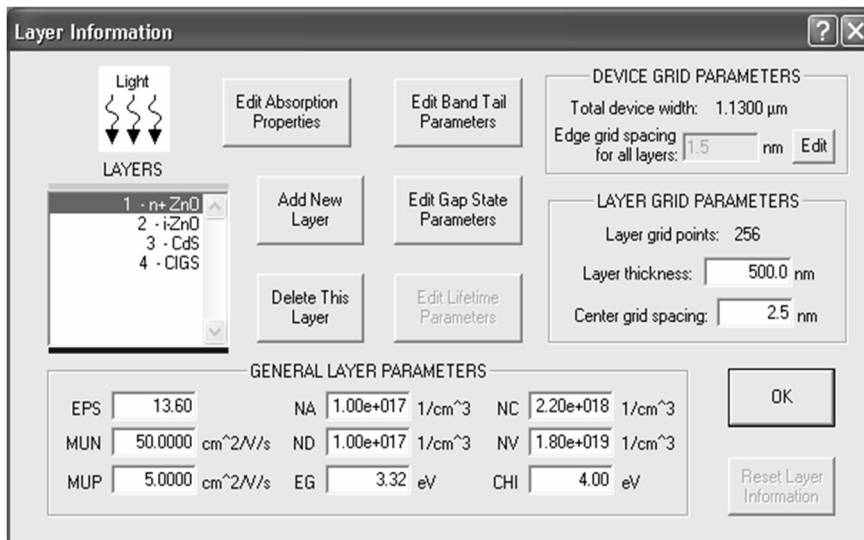 Layer Information
Light
LAYERS
1 - n+ ZnO
2 - i-ZnO
3 - CdS
4 - CIGS
Edit Absorption
Properties
Edit Band Tail
Parameters
Add New
Layer
Edit Gap State
Parameters
Delete This
Layer
Edit Lifetime
Parameters
DEVICE GRID PARAMETERS
Total device width: 1.1300 µm
Edge grid spacing
for all layers: 1.5 nm Edit
LAYER GRID PARAMETERS
Layer grid points: 256
Layer thickness: 500.0 nm
Center grid spacing: 2.5 nm
GENERAL LAYER PARAMETERS
EPS 13.60 NA 1.00e+017 1/cm^3 NC 2.20e+018 1/cm^3
MUN 50.0000 cm^2/V/s ND 1.00e+017 1/cm^3 NV 1.80e+019 1/cm^3
MUP 5.0000 cm^2/V/s EG 3.32 eV CHI 4.00 eV
OK
Reset Layer
Information